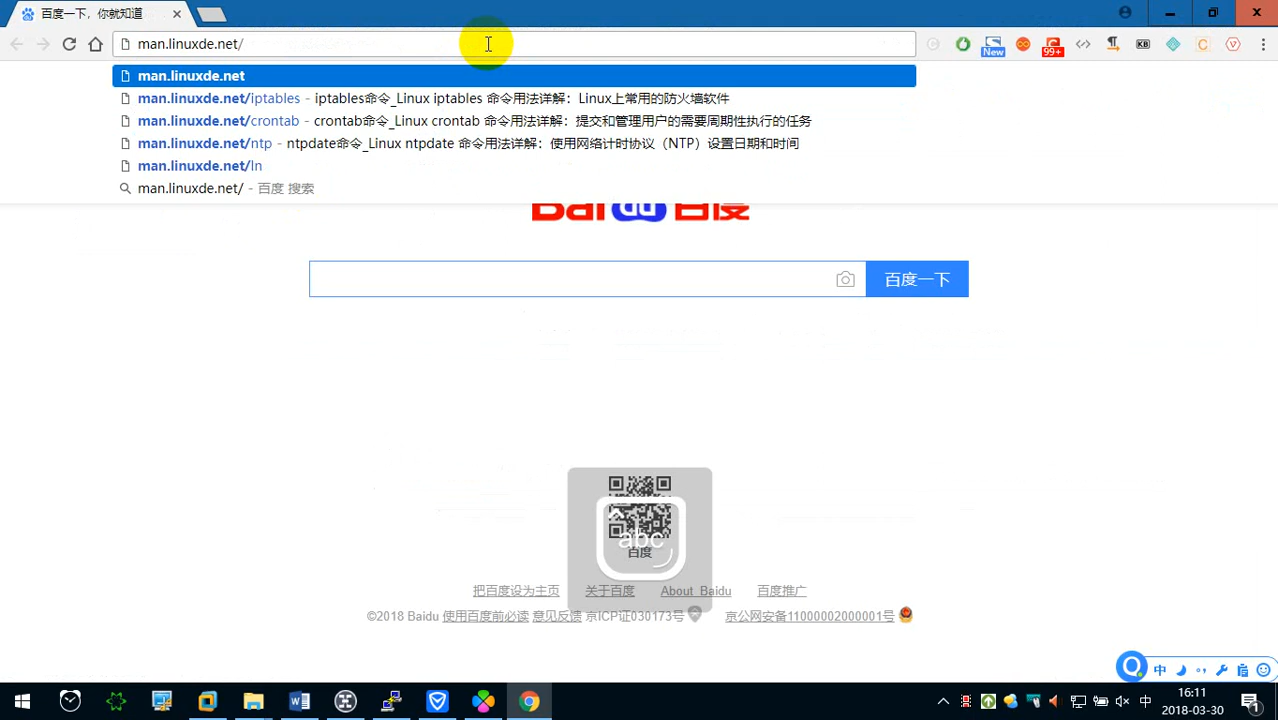 百度一下，你就知道
man.linuxde.net/
New
99+
KB
C
V
man.linuxde.net
man.linuxde.net/iptables - iptables命令_Linux iptables 命令用法详解：Linux上常用的防火墙软件
man.linuxde.net/crontab - crontab命令_Linux crontab 命令用法详解：提交和管理用户的需要周期性执行的任务
man.linuxde.net/ntp - ntpdate命令_Linux ntpdate 命令用法详解：使用网络计时协议（NTP）设置日期和时间
man.linuxde.net/ln
man.linuxde.net/ - 百度 搜索
Bai 百度
百度一下
abc
百度
把百度设为主页 关于百度 About Baidu 百度推广
©2018 Baidu 使用百度前必读 意见反馈 京ICP证030173号 京公网安备11000002000001号
中
中 16:11
2018-03-30